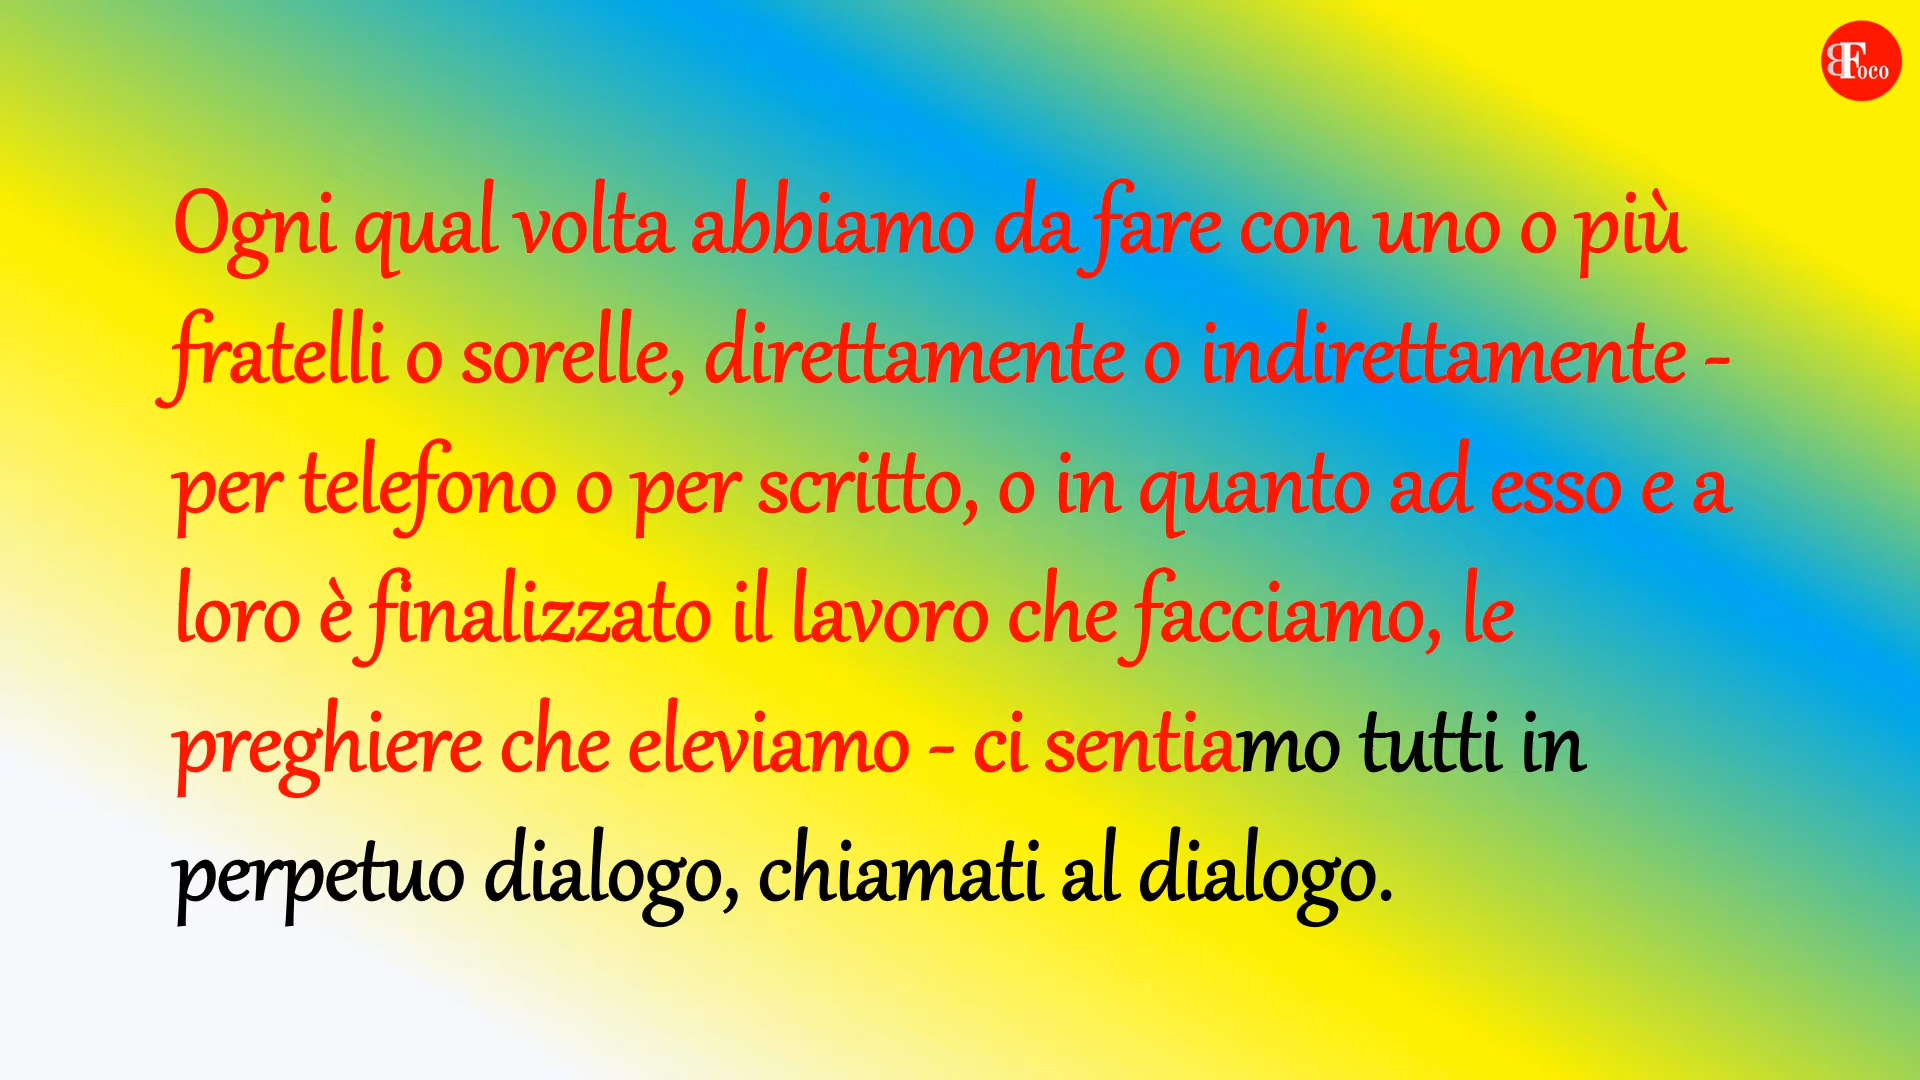 BFoco
Ogni qual volta abbiamo da fare con uno o più
fratelli o sorelle, direttamente o indirettamente -
per telefono o per scritto, o in quanto ad esso e a
loro è finalizzato il lavoro che facciamo, le
preghiere che eleviamo - ci sentiamo tutti in
perpetuo dialogo, chiamati al dialogo.